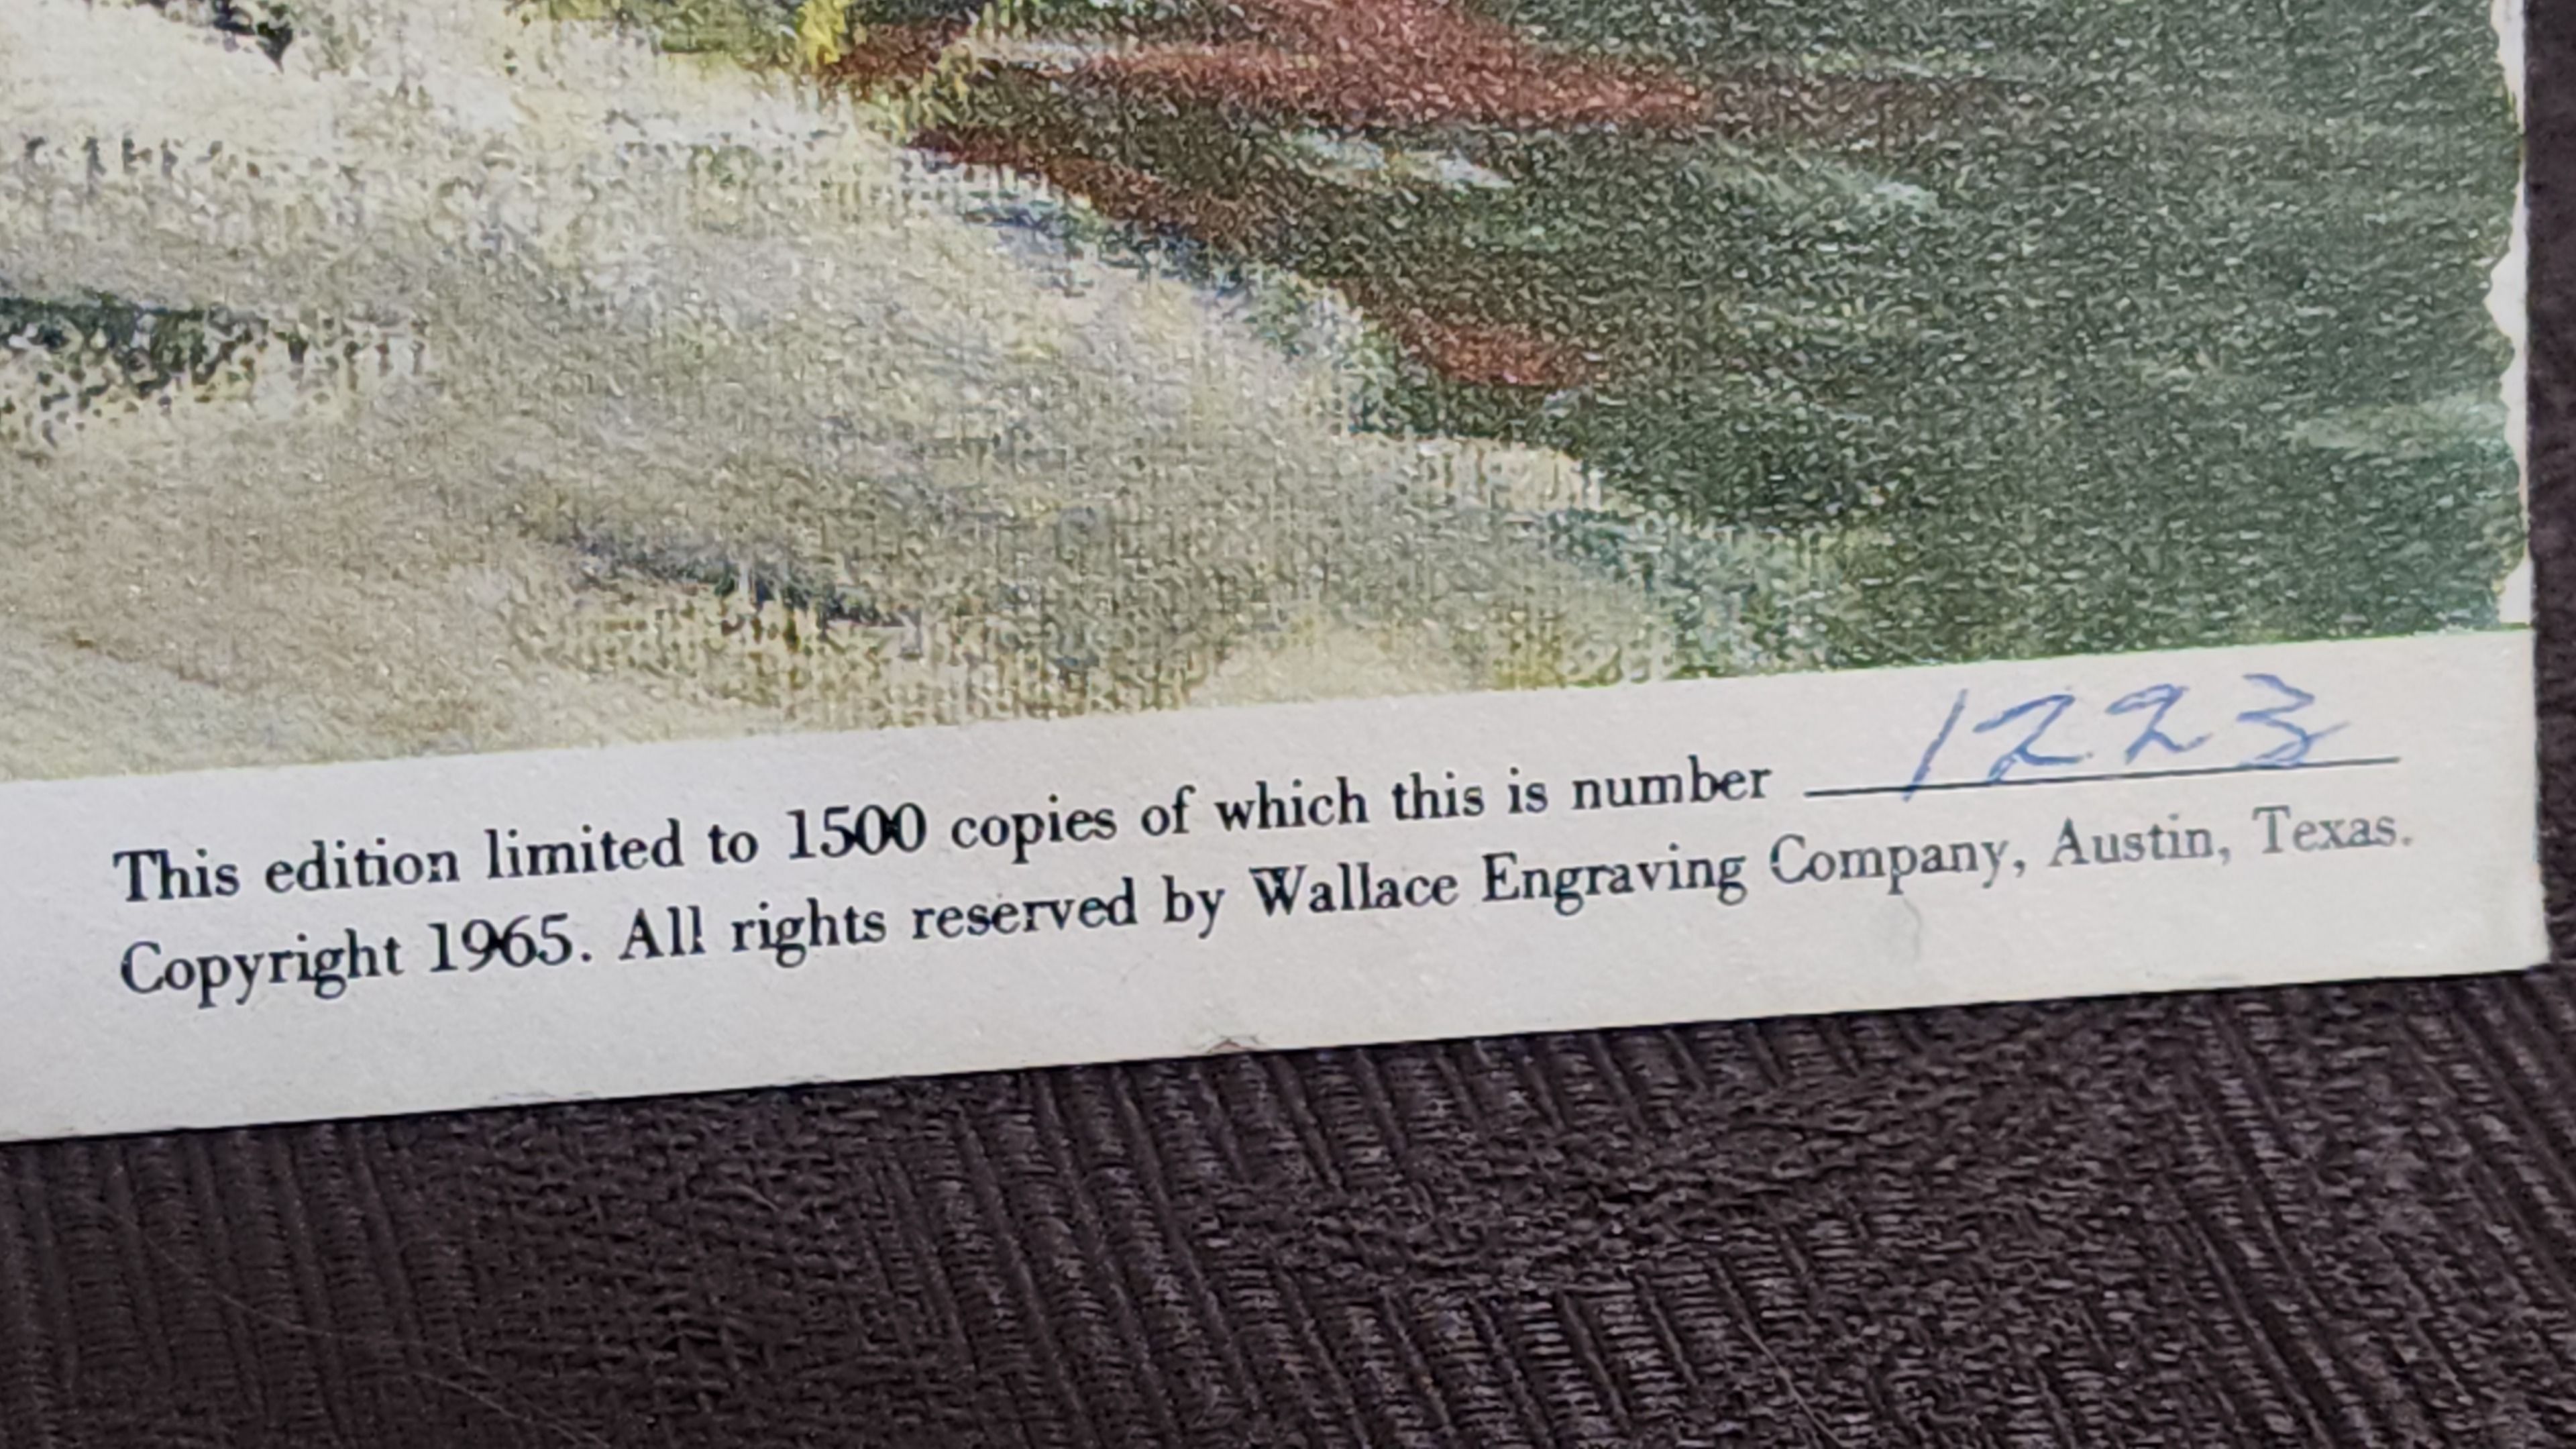 This edition limited to 1500 copies of which this is number 1223
Copyright 1965. All rights reserved by Wallace Engraving Company, Austin, Texas.